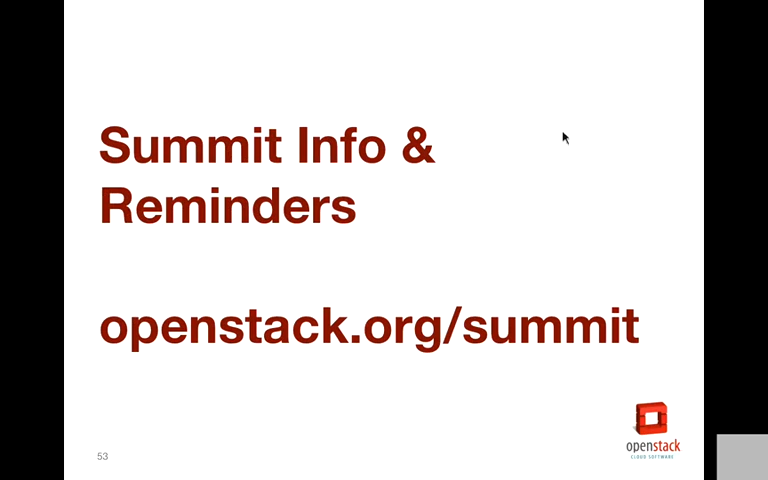 Summit Info &
Reminders
openstack.org/summit
openstack
CLOUD SOFTWARE
53